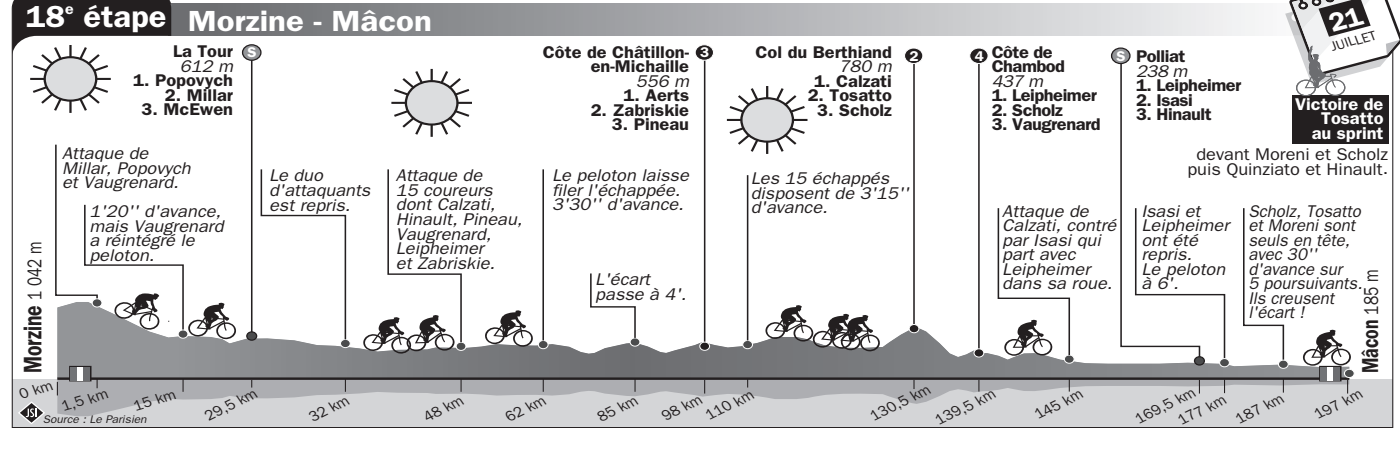 18e étape
Morzine - Mâcon
21
JUILLET
La Tour
612 m
1. Popovych
2. Millar
3. McEwen
S
Côte de Châtillon-
en-Michaille
556 m
1. Aerts
2. Zabriskie
3. Pineau
3
Col du Berthiand
780 m
1. Calzati
2. Tosatto
3. Scholz
2
4
Côte de
Chambod
437 m
1. Leipheimer
2. Scholz
3. Vaugrenard
S
Polliat
238 m
1. Leipheimer
2. Isasi
3. Hinault
Victoire de
Tosatto
au sprint
devant Moreni et Scholz
puis Quinziato et Hinault.
Attaque de
Millar, Popovych
et Vaugrenard.
1'20'' d'avance,
mais Vaugrenard
a réintégré le
peloton.
Le duo
d'attaquants
est repris.
Attaque de
15 coureurs
dont Calzati,
Hinault, Pineau,
Vaugrenard,
Leipheimer
et Zabriskie.
Le peloton laisse
filer l'échappée.
3'30'' d'avance.
L'écart
passe à 4'.
Les 15 échappés
disposent de 3'15''
d'avance.
Attaque de
Calzati, contré
par Isasi qui
part avec
Leipheimer
dans sa roue.
Isasi et
Leipheimer
ont été
repris.
Le peloton
à 6'.
Scholz, Tosatto
et Moreni sont
seuls en tête,
avec 30''
d'avance sur
5 poursuivants.
Ils creusent
l'écart !
Morzine 1 042 m
Mâcon 185 m
0 km
1,5 km
15 km
29,5 km
32 km
48 km
62 km
85 km
98 km
110 km
130,5 km
139,5 km
145 km
169,5 km
177 km
187 km
197 km
JSI
Source : Le Parisien